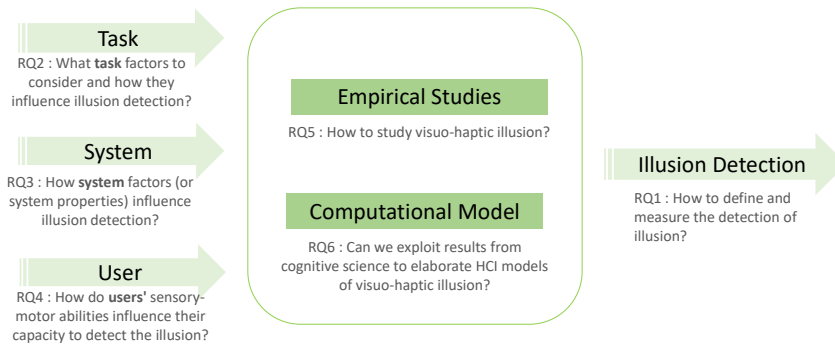 Task
RQ2 : What task factors to
consider and how they
influence illusion detection?
System
RQ3 : How system factors (or
system properties) influence
illusion detection?
User
RQ4 : How do users' sensory-
motor abilities influence their
capacity to detect the illusion?
Empirical Studies
RQ5 : How to study visuo-haptic illusion?
Computational Model
RQ6 : Can we exploit results from
cognitive science to elaborate HCI models
of visuo-haptic illusion?
Illusion Detection
RQ1 : How to define and
measure the detection of
illusion?